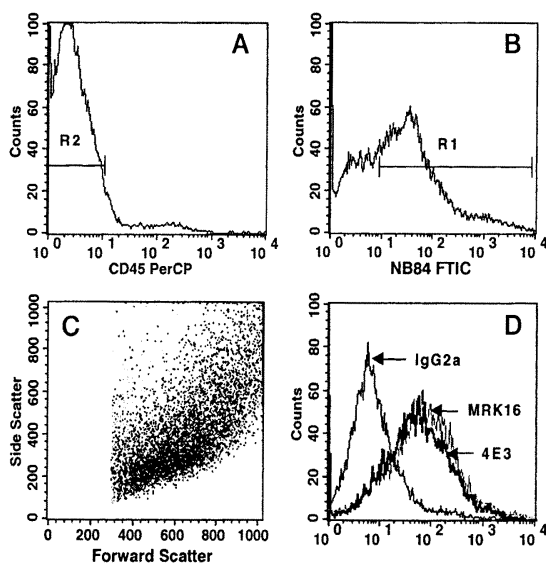 A
Counts
100
80
60
40
20
0
R2
10^0 10^1 10^2 10^3 10^4
CD45 PerCP
B
Counts
100
80
60
40
20
0
R1
10^0 10^1 10^2 10^3 10^4
NB84 FTIC
C
Side Scatter
1000
800
600
400
200
0
0 200 400 600 800 1000
Forward Scatter
D
Counts
100
80
60
40
20
0
IgG2a
MRK16
4E3
10^0 10^1 10^2 10^3 10^4